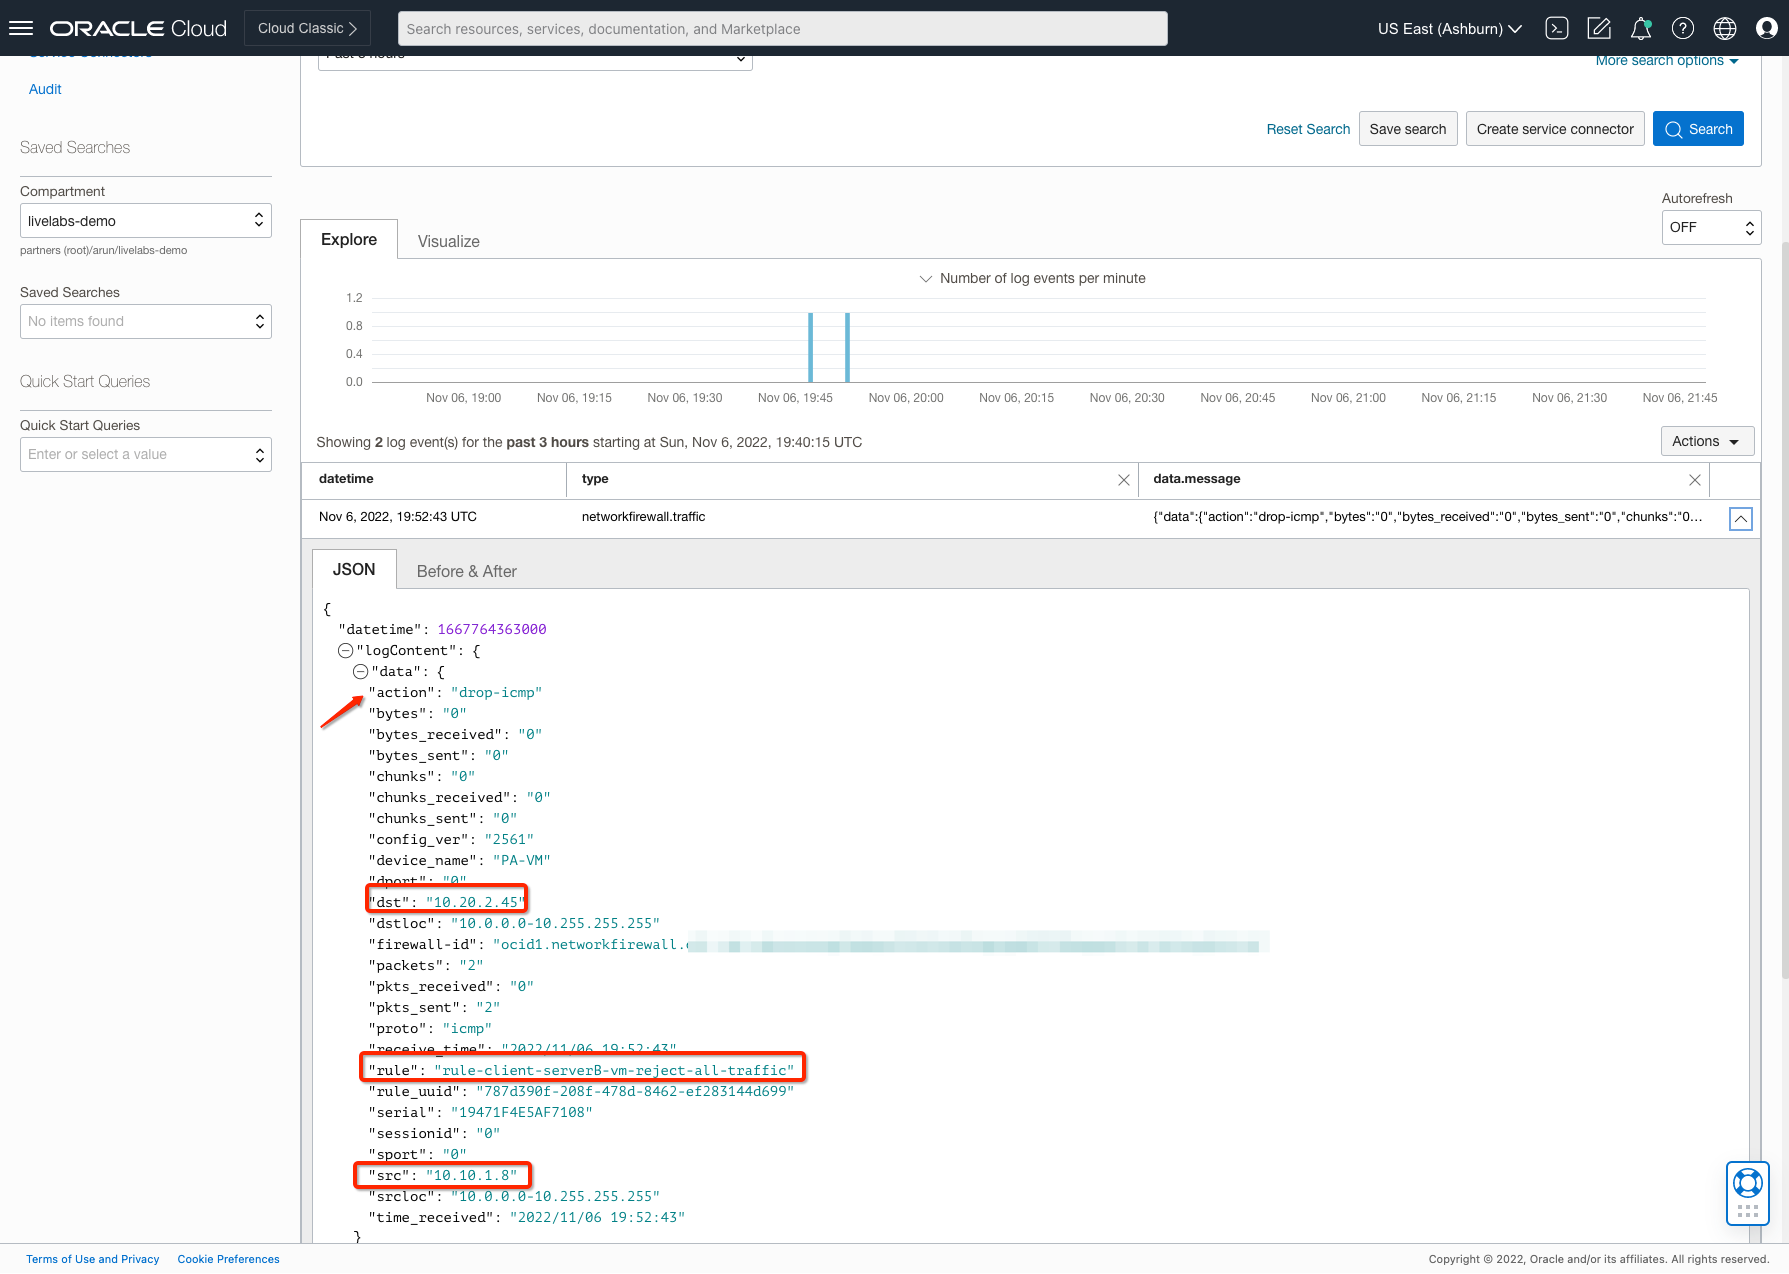 ORACLE Cloud
Cloud Classic
Search resources, services, documentation, and Marketplace
US East (Ashburn)
Audit
Saved Searches
Compartment
livelabs-demo
partners (root)/arun/livelabs-demo
Saved Searches
No items found
Quick Start Queries
Quick Start Queries
Enter or select a value
More search options
Reset Search
Save search
Create service connector
Search
Autorefresh
OFF
Explore
Visualize
Number of log events per minute
1.2
0.8
0.4
0.0
Nov 06, 19:00
Nov 06, 19:15
Nov 06, 19:30
Nov 06, 19:45
Nov 06, 20:00
Nov 06, 20:15
Nov 06, 20:30
Nov 06, 20:45
Nov 06, 21:00
Nov 06, 21:15
Nov 06, 21:30
Nov 06, 21:45
Showing 2 log event(s) for the past 3 hours starting at Sun, Nov 6, 2022, 19:40:15 UTC
Actions
datetime
type
data.message
Nov 6, 2022, 19:52:43 UTC
networkfirewall.traffic
{"data":{"action":"drop-icmp","bytes":"0","bytes_received":"0","bytes_sent":"0","chunks":"0...
JSON
Before & After
{
"datetime": 1667764363000
"logContent": {
"data": {
"action": "drop-icmp"
"bytes": "0"
"bytes_received": "0"
"bytes_sent": "0"
"chunks": "0"
"chunks_received": "0"
"chunks_sent": "0"
"config_ver": "2561"
"device_name": "PA-VM"
"dport": "0"
"dst": "10.20.2.45"
"dstloc": "10.0.0.0-10.255.255.255"
"firewall-id": "ocid1.networkfirewall.
"packets": "2"
"pkts_received": "0"
"pkts_sent": "2"
"proto": "icmp"
"receive_time": "2022/11/06 19:52:43"
"rule": "rule-client-serverB-vm-reject-all-traffic"
"rule_uuid": "787d390f-208f-478d-8462-ef283144d699"
"serial": "19471F4E5AF7108"
"sessionid": "0"
"sport": "0"
"src": "10.10.1.8"
"srcloc": "10.0.0.0-10.255.255.255"
"time_received": "2022/11/06 19:52:43"
}
Terms of Use and Privacy
Cookie Preferences
Copyright © 2022, Oracle and/or its affiliates. All rights reserved.